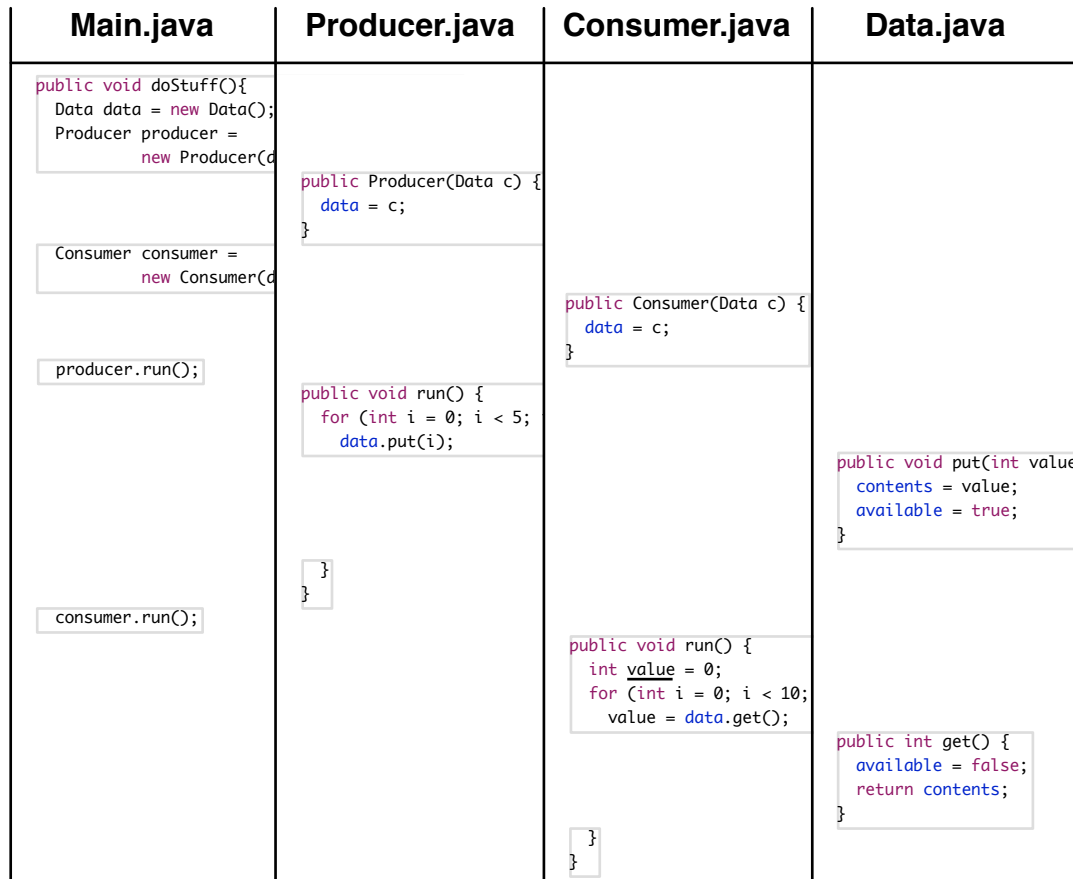 Main.java Producer.java Consumer.java Data.java
public void doStuff(){
  Data data = new Data();
  Producer producer =
           new Producer(d
public Producer(Data c) {
  data = c;
}
  Consumer consumer =
           new Consumer(d
public Consumer(Data c) {
  data = c;
}
  producer.run();
public void run() {
  for (int i = 0; i < 5;
    data.put(i);
public void put(int value
  contents = value;
  available = true;
}
  }
}
  consumer.run();
public void run() {
  int value = 0;
  for (int i = 0; i < 10;
    value = data.get();
public int get() {
  available = false;
  return contents;
}
  }
}